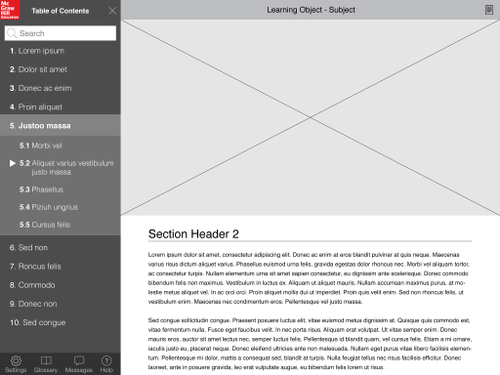 Mc
Graw
Hill
Education
Table of Contents
Learning Object - Subject
Search
1. Lorem ipsum
2. Dolor sit amet
3. Donec ac enim
4. Proin aliquet
5. Justoo massa
5.1 Morbi vel
5.2 Aliquet varius vestibulum
justo massa
5.3 Phasellus
5.4 Piziuh ungrius
5.5 Cursus felis
6. Sed non
7. Roncus felis
8. Commodo
9. Donec non
10. Sed congue
Settings
Glossary
Messages
Help
Section Header 2
Lorem ipsum dolor sit amet, consectetur adipiscing elit. Donec ac enim at eros blandit pulvinar at quis neque. Maecenas
varius risus dictum aliquet varius. Phasellus euismod urna felis, gravida egestas dolor rhoncus nec. Morbi vel aliquam tortor,
ac consectetur turpis. Nullam elementum urna sit amet sapien consectetur, eu dignissim ante scelerisque. Donec commodo
bibendum felis non maximus. Vestibulum in luctus ex. Aliquam ut aliquet mauris. Nullam accumsan maximus purus, at mo-
lestie metus aliquet vel. In ac orci orci. Proin aliquet mollis dui ut imperdiet. Proin quis velit enim. Sed non rhoncus felis, ut
vestibulum enim. Maecenas nec condimentum eros. Pellentesque vel justo massa.
Sed congue sollicitudin congue. Praesent posuere luctus elit, vitae euismod metus dignissim at. Quisque quis commodo est,
vitae fermentum nulla. Fusce eget faucibus velit. In nec porta risus. Aliquam erat volutpat. Ut vitae semper enim. Donec
mauris eros, auctor sit amet lectus nec, semper luctus felis. Pellentesque id blandit quam, vel cursus felis. Etiam a mi ornare,
iaculis justo eu, placerat neque. Donec eleifend ultricies ante non malesuada. Nullam eget purus vitae libero facilisis elemen-
tum. Pellentesque mi dolor, mattis a consequat sed, blandit at turpis. Nulla feugiat tellus nec risus facilisis efficitur. Donec
laoreet, ante in posuere gravida, leo erat vulputate augue, eu bibendum felis lorem ut risus.